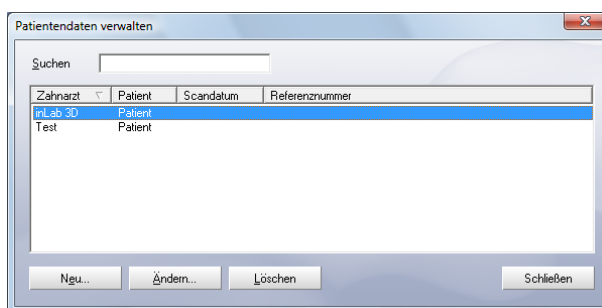 Patientendaten verwalten
Suchen
Zahnarzt Patient Scandatum Referenznummer
inLab 3D Patient
Test Patient
Neu... Ändern... Löschen Schließen